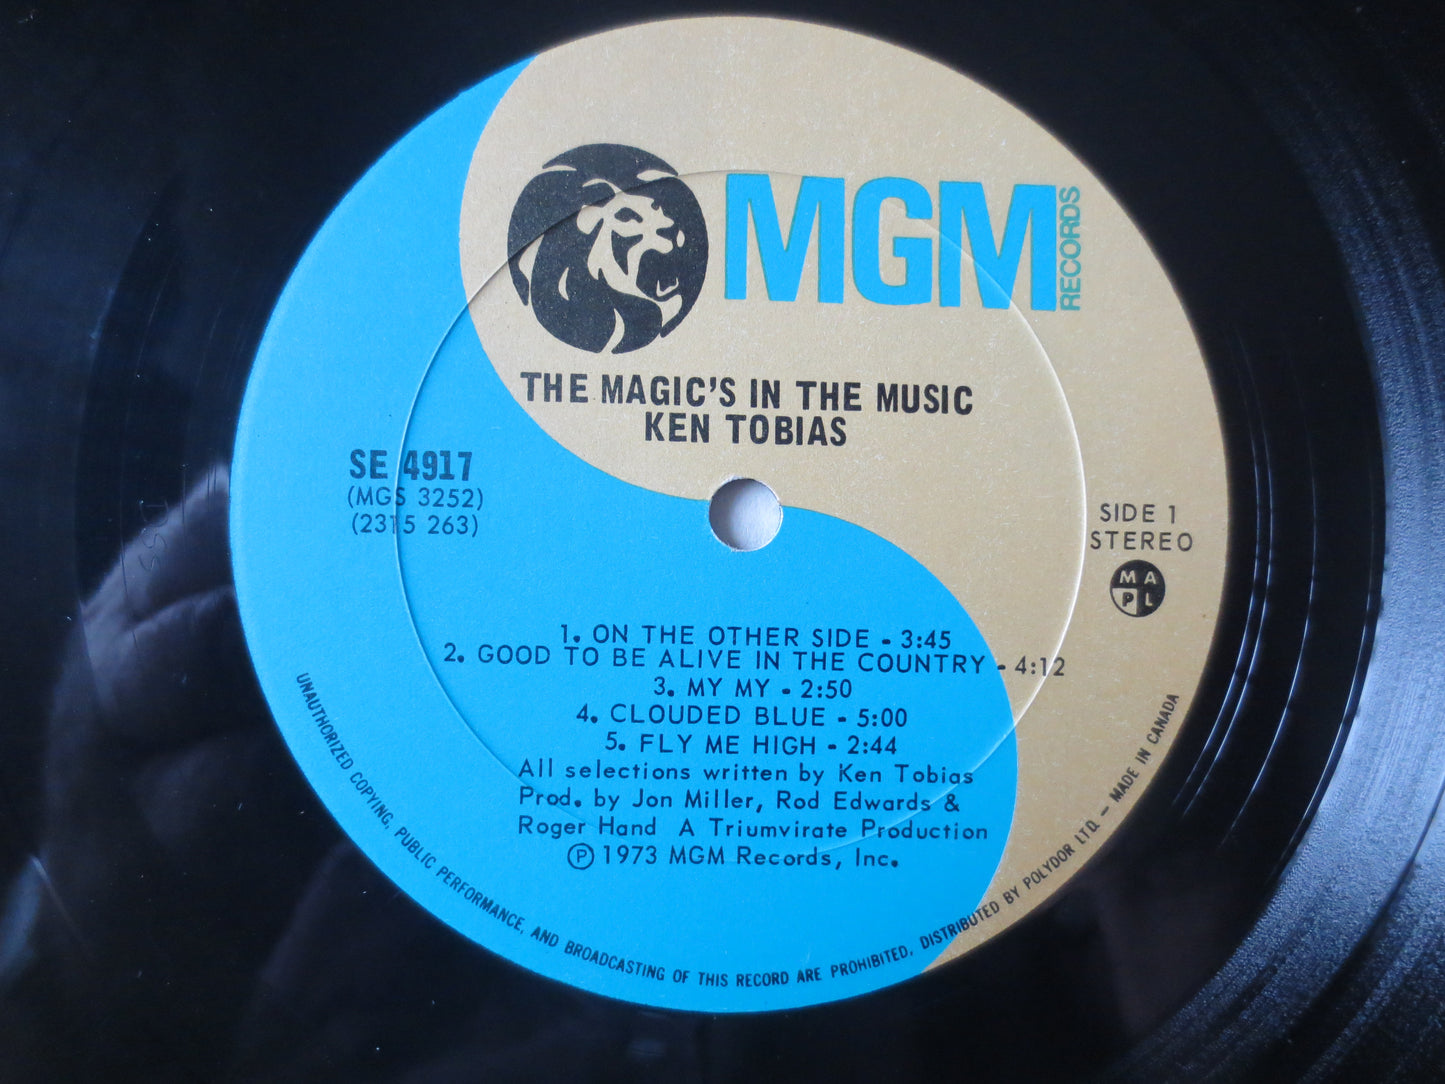 MGM
RECORDS
THE MAGIC'S IN THE MUSIC
KEN TOBIAS
SE 4917
(MGS 3252)
(2315 263)
SIDE 1
STEREO
M A
P L
1. ON THE OTHER SIDE - 3:45
2. GOOD TO BE ALIVE IN THE COUNTRY - 4:12
3. MY MY - 2:50
4. CLOUDED BLUE - 5:00
5. FLY ME HIGH - 2:44
All selections written by Ken Tobias
Prod. by Jon Miller, Rod Edwards &
Roger Hand A Triumvirate Production
Ⓟ 1973 MGM Records, Inc.
UNAUTHORIZED COPYING, PUBLIC PERFORMANCE, AND BROADCASTING OF THIS RECORD ARE PROHIBITED. DISTRIBUTED BY POLYDOR LTD. - MADE IN CANADA